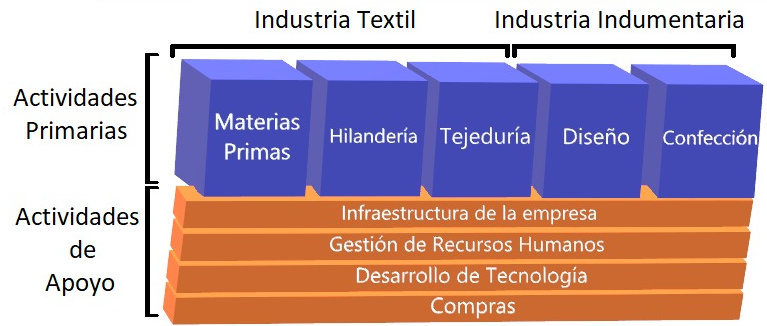 Industria Textil
Industria Indumentaria
Actividades
Primarias
Materias
Primas
Hilandería
Tejeduría
Diseño
Confección
Actividades
de
Apoyo
Infraestructura de la empresa
Gestión de Recursos Humanos
Desarrollo de Tecnología
Compras